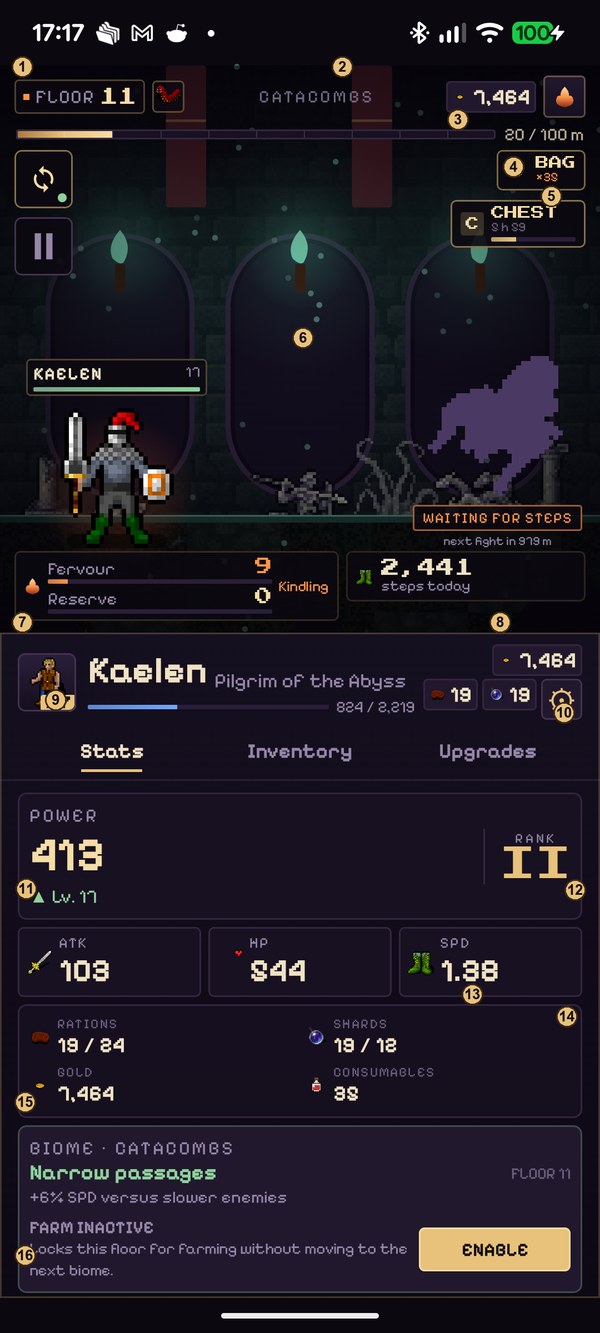 17:17
100
1
2
FLOOR 11
CATACOMBS
7,464
3
20 / 100 m
4
BAG
×38
5
C
CHEST
5h 59
6
KAELEN
17
WAITING FOR STEPS
next fight in 979 m
Fervour
9
Kindling
Reserve
0
2,441
steps today
7
8
7,464
Kaelen
Pilgrim of the Abyss
19
19
9
10
824 / 2,219
Stats
Inventory
Upgrades
POWER
413
RANK
II
11
▲ Lv. 17
12
ATK
103
HP
844
SPD
1.38
13
14
RATIONS
19 / 24
SHARDS
19 / 12
GOLD
7,464
CONSUMABLES
38
15
BIOME · CATACOMBS
Narrow passages
FLOOR 11
+6% SPD versus slower enemies
FARM INACTIVE
Locks this floor for farming without moving to the
next biome.
16
ENABLE